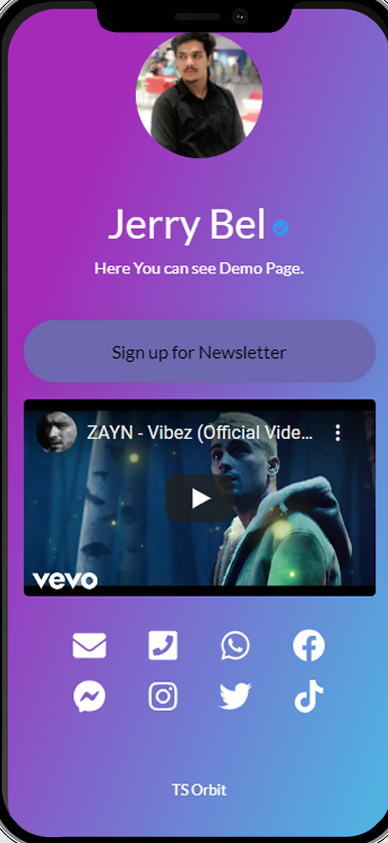 Jerry Bel
Here You can see Demo Page.
Sign up for Newsletter
ZAYN - Vibez (Official Vide...
vevo
TS Orbit